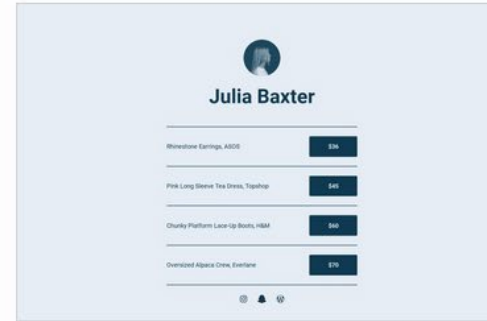 Julia Baxter
Rhinestone Earrings, ASOS $36
Pink Long Sleeve Tea Dress, Topshop $45
Chunky Platform Lace-Up Boots, H&M $60
Oversized Alpaca Crew, Everlane $70